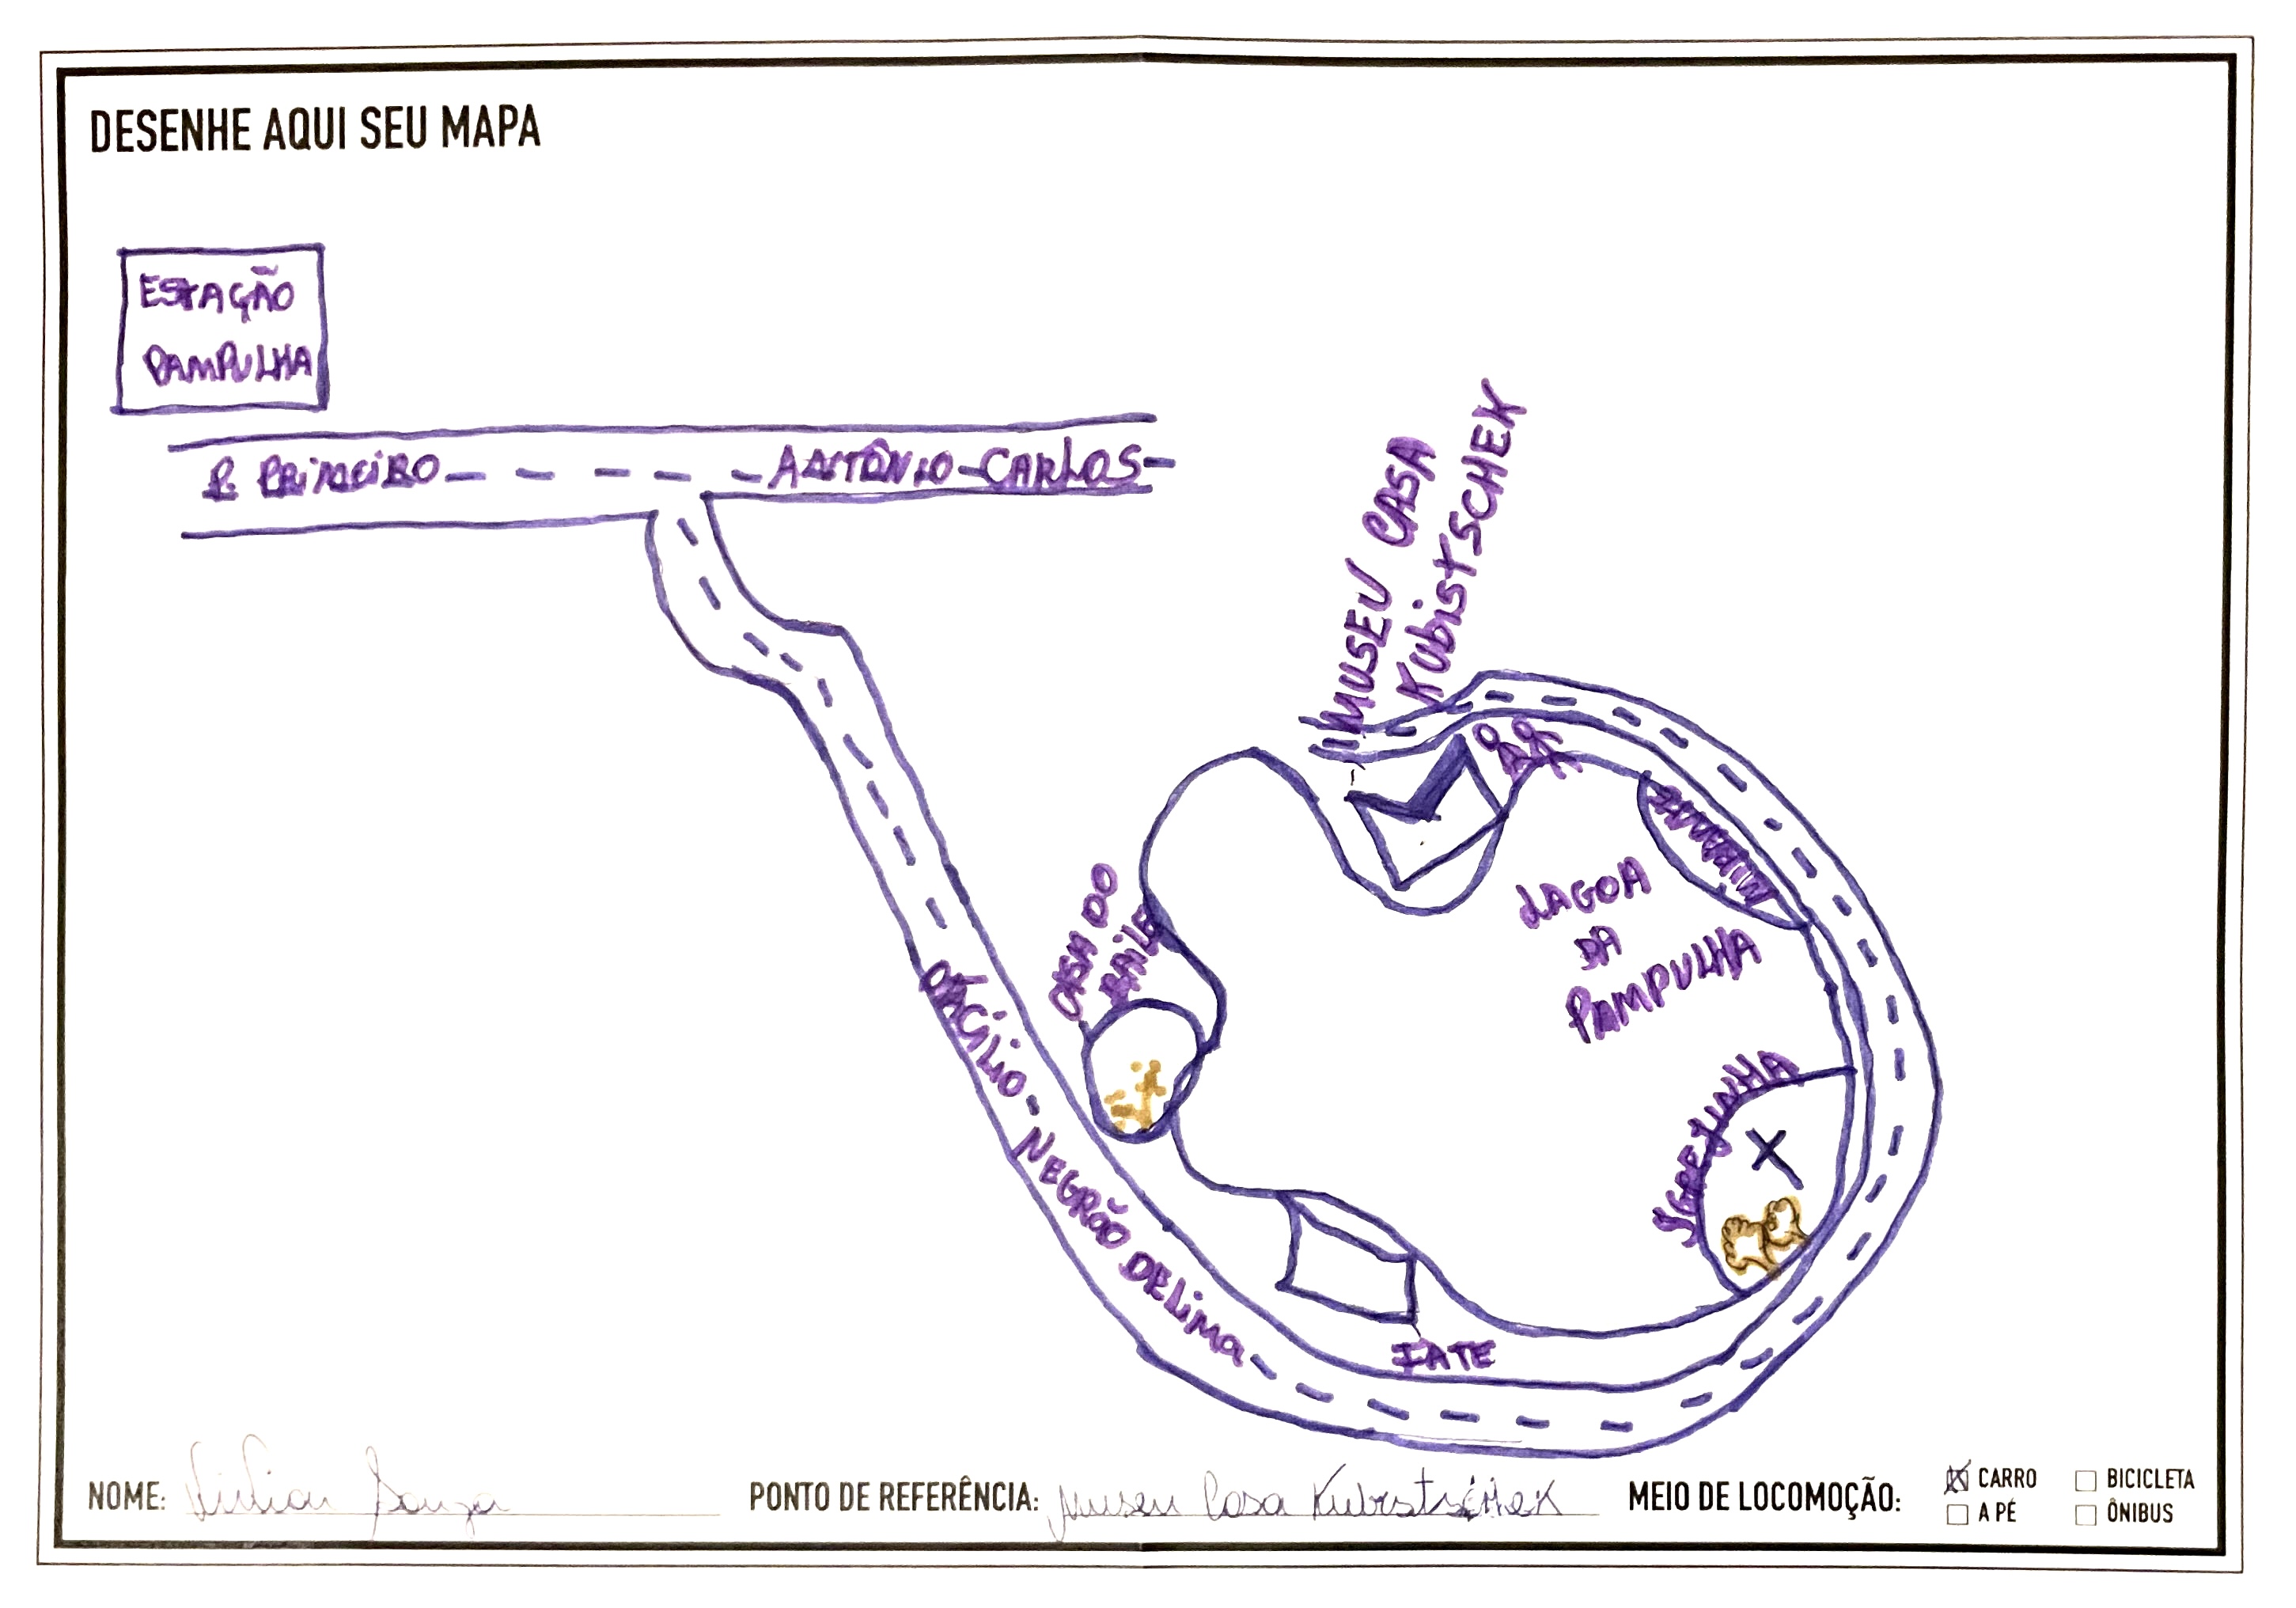 DESENHE AQUI SEU MAPA
ESTAÇÃO
PAMPULHA
P. PRIMEIRO
ANTÔNIO CARLOS
MUSEU CASA
KUBISTSCHEK
CASA DO
BAILE
LAGOA
DA
PAMPULHA
MIRANTE
IGREJINHA
OTACÍLIO - NEGRÃO DE LIMA
IATE
NOME: Souza
PONTO DE REFERÊNCIA: Museu Casa KubistscHeK
MEIO DE LOCOMOÇÃO:
CARRO
BICICLETA
A PÉ
ÔNIBUS